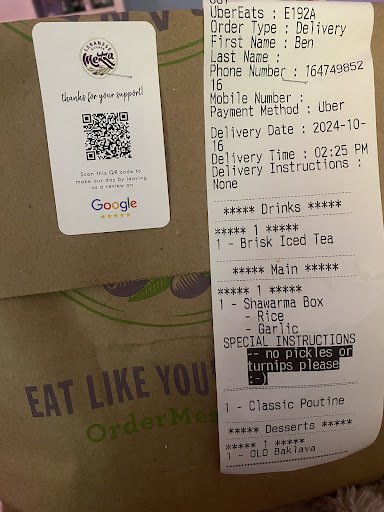 LEBANESE
Mezza
thanks for your support!
Scan this QR code to
make our day by leaving
us a review on
Google
EAT LIKE YOU
OrderMe
UberEats : E192A
Order Type : Delivery
First Name : Ben
Last Name :
Phone Number : 164749852
16
Mobile Number :
Payment Method : Uber
Delivery Date : 2024-10-
16
Delivery Time : 02:25 PM
Delivery Instructions :
None
***** Drinks *****
***** 1 *****
1 - Brisk Iced Tea
***** Main *****
***** 1 *****
1 - Shawarma Box
- Rice
- Garlic
SPECIAL INSTRUCTIONS
-- no pickles or
turnips please
:-)
1 - Classic Poutine
***** Desserts *****
***** 1 *****
1 - OLO Baklava